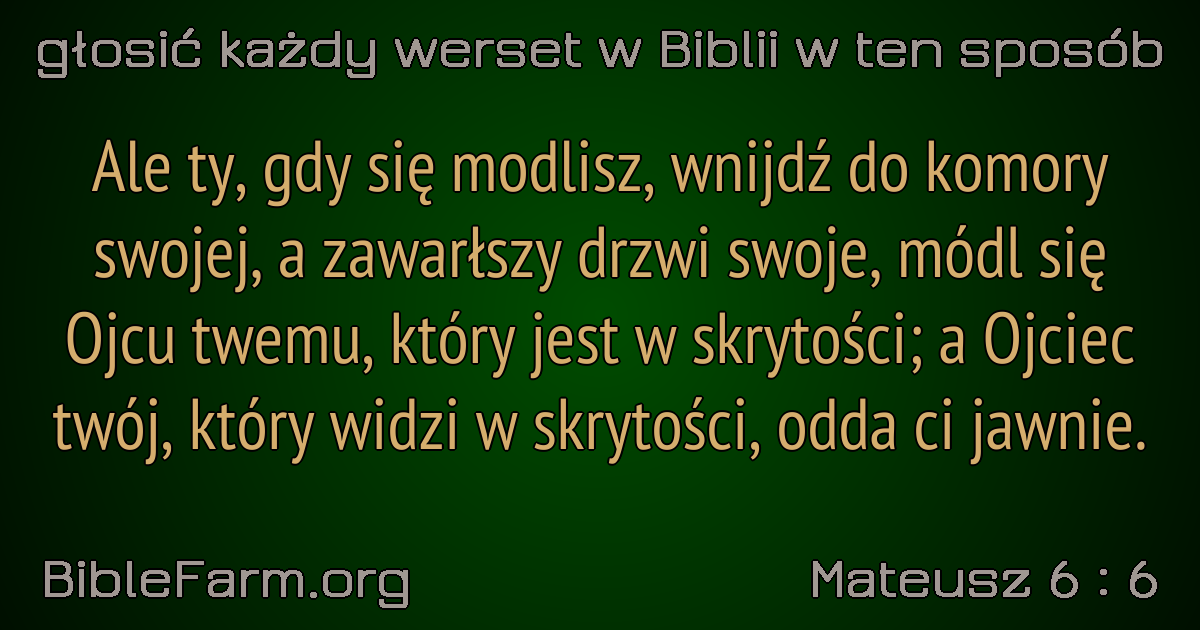 głosić każdy werset w Biblii w ten sposób
Ale ty, gdy się modlisz, wnijdź do komory
swojej, a zawarłszy drzwi swoje, módl się
Ojcu twemu, który jest w skrytości; a Ojciec
twój, który widzi w skrytości, odda ci jawnie.
BibleFarm.org
Mateusz 6 : 6